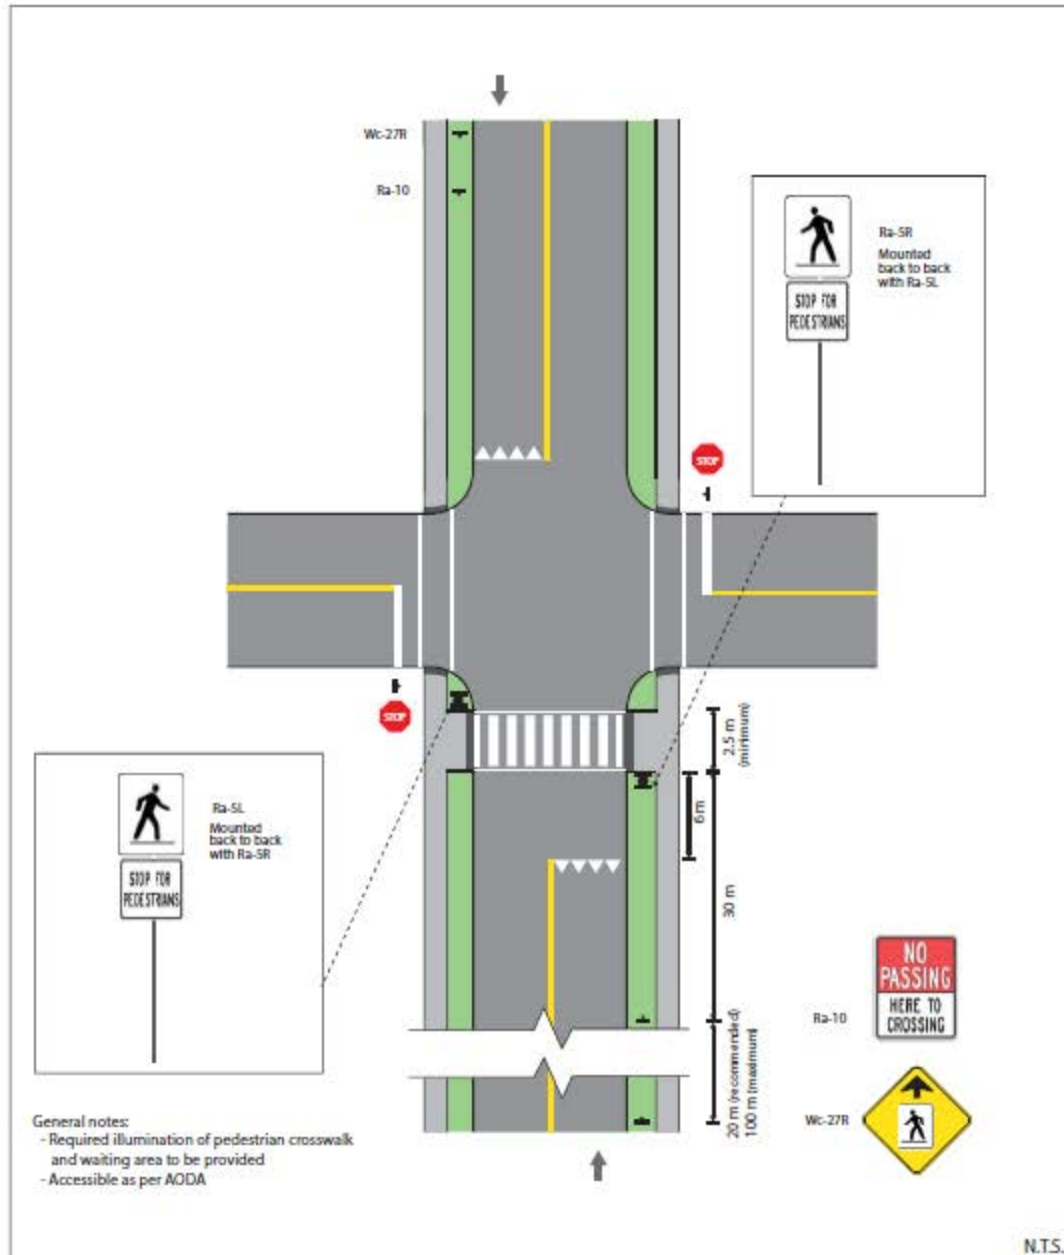 Wc-27R
Ra-10
Ra-5R
Mounted
back to back
with Ra-5L
STOP FOR
PEDESTRIANS
STOP
STOP
2.5 m
(minimum)
6 m
30 m
Ra-5L
Mounted
back to back
with Ra-5R
STOP FOR
PEDESTRIANS
NO
PASSING
HERE TO
CROSSING
Ra-10
20 m (recommended)
100 m (maximum)
Wc-27R
General notes:
- Required illumination of pedestrian crosswalk
and waiting area to be provided
- Accessible as per AODA
N.T.S.